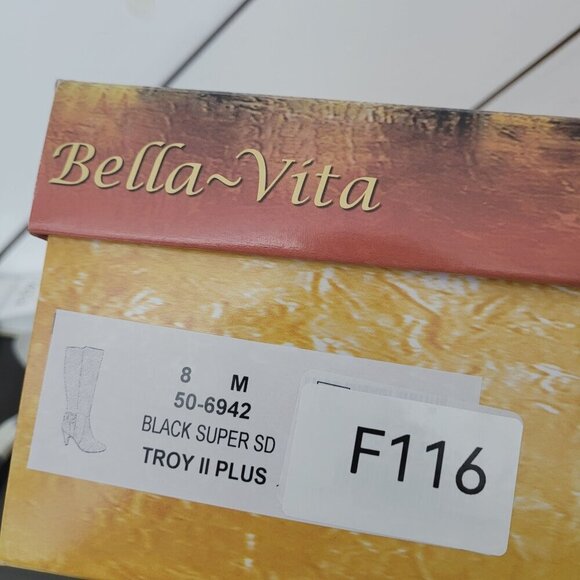 Bella~Vita
8 M
50-6942
BLACK SUPER SD
TROY II PLUS
F116